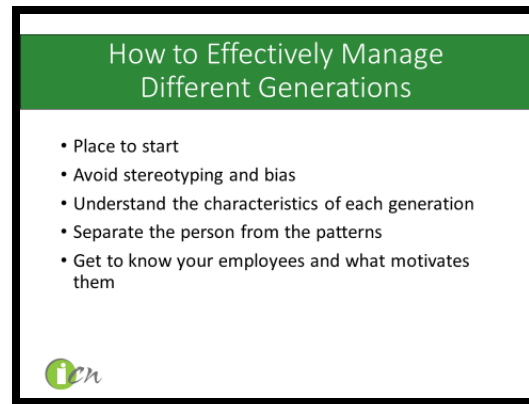 How to Effectively Manage
Different Generations
• Place to start
• Avoid stereotyping and bias
• Understand the characteristics of each generation
• Separate the person from the patterns
• Get to know your employees and what motivates
them
icn